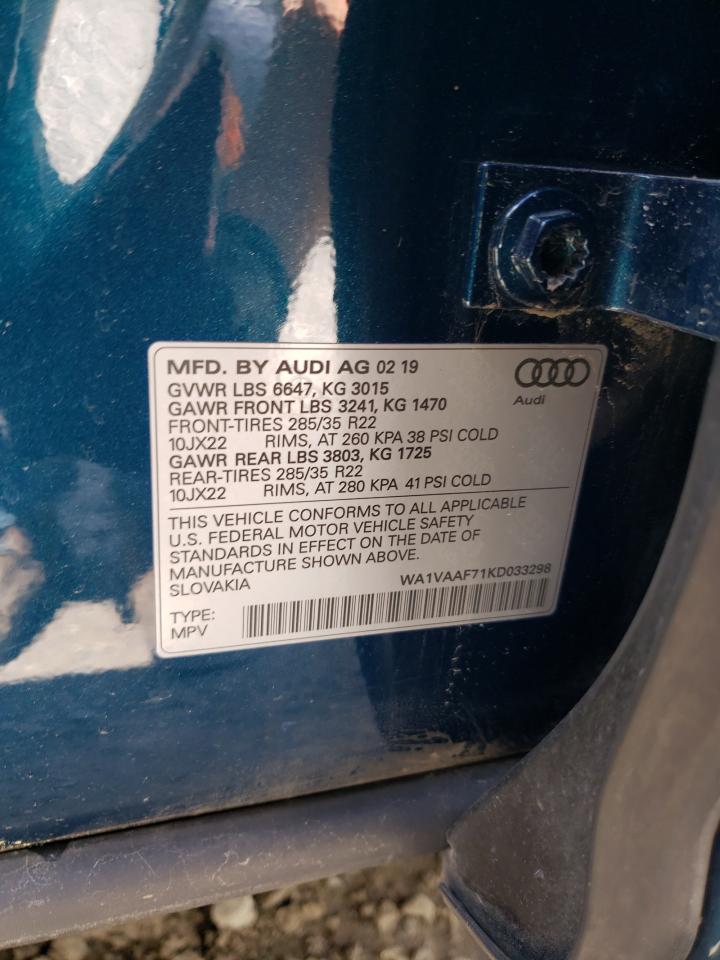 MFD. BY AUDI AG 02 19
Audi
GVWR LBS 6647, KG 3015
GAWR FRONT LBS 3241, KG 1470
FRONT-TIRES 285/35 R22
10JX22 RIMS, AT 260 KPA 38 PSI COLD
GAWR REAR LBS 3803, KG 1725
REAR-TIRES 285/35 R22
10JX22 RIMS, AT 280 KPA 41 PSI COLD
THIS VEHICLE CONFORMS TO ALL APPLICABLE
U.S. FEDERAL MOTOR VEHICLE SAFETY
STANDARDS IN EFFECT ON THE DATE OF
MANUFACTURE SHOWN ABOVE.
SLOVAKIA WA1VAAF71KD033298
TYPE:
MPV